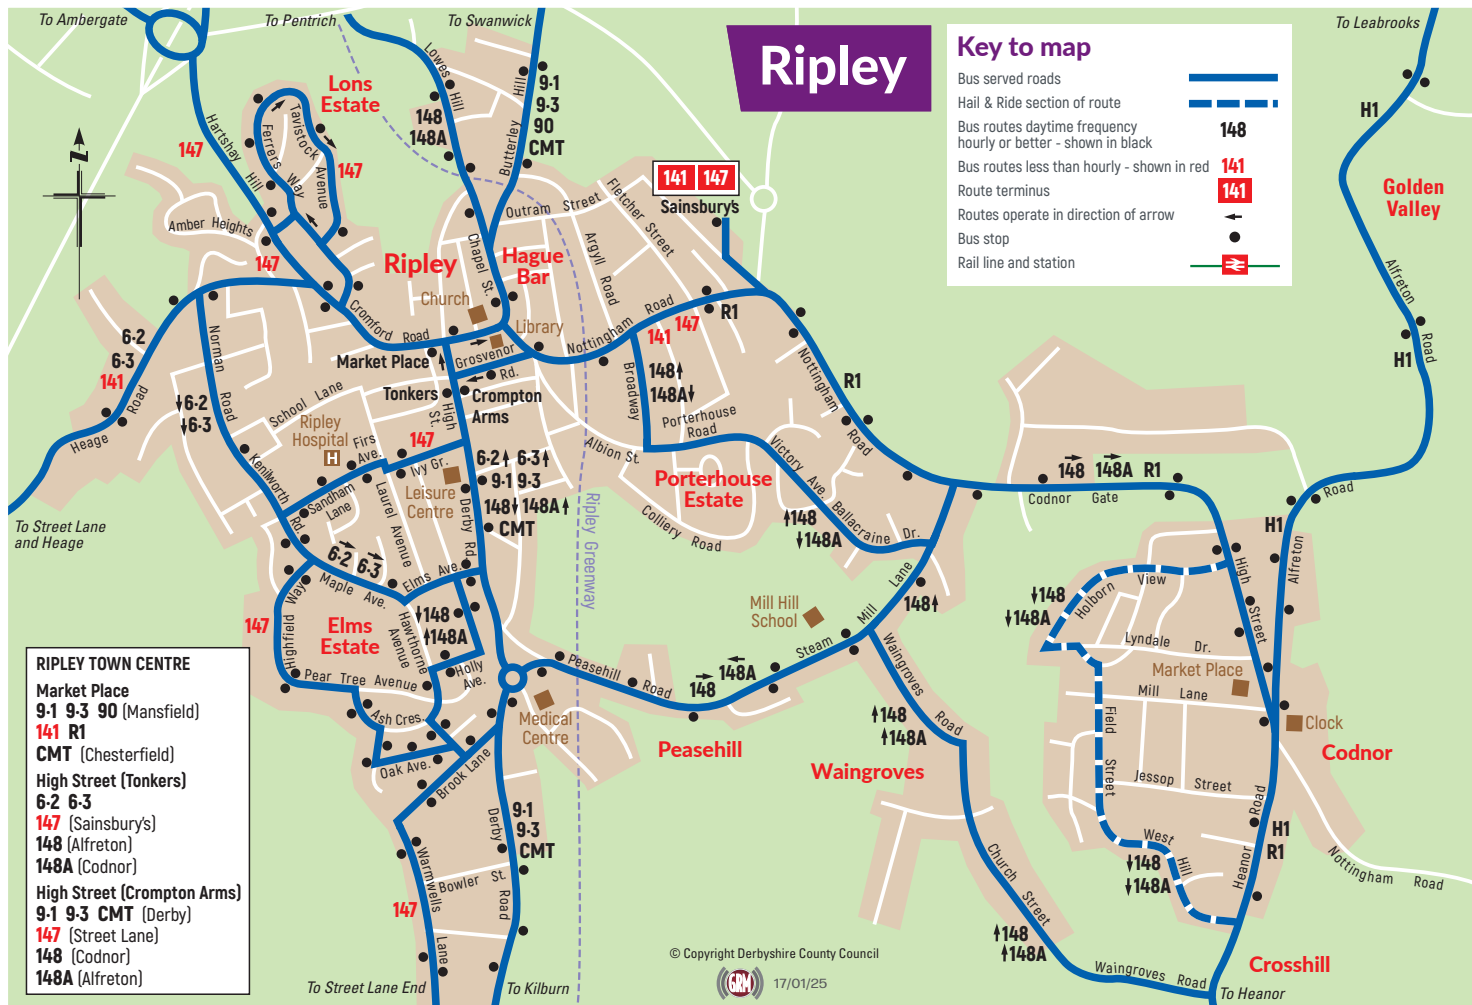 To Ambergate
To Pentrich
To Swanwick
To Leabrooks
Ripley
Key to map
Bus served roads
Hail & Ride section of route
Bus routes daytime frequency
hourly or better - shown in black
148
Bus routes less than hourly - shown in red
141
Route terminus
141
Routes operate in direction of arrow
Bus stop
Rail line and station
Lons
Estate
Lowes
Hill
148
148A
Butterley
Hill
9·1
9·3
90
CMT
Hartshay
Hill
147
Ferrers
Way
Tavistock
Avenue
147
N
Amber Heights
147
141 147
Sainsbury's
Outram Street
Fletcher Street
Argyll Road
Chapel St.
Ripley
Hague
Bar
Church
Library
Cromford Road
Market Place
Grosvenor
Rd.
Nottingham Road
147
141
R1
H1
Golden
Valley
Alfreton
Road
H1
6·2
6·3
141
Heage Road
Norman
Road
6·2
6·3
School Lane
Tonkers
High
St.
Crompton
Arms
Broadway
148
148A
Porterhouse
Road
Nottingham
Road
R1
Ripley
Hospital
H
Firs
Ave.
147
Ivy Gr.
Leisure
Centre
6·2 6·3
9·1 9·3
148 148A
CMT
Albion St.
Porterhouse
Estate
Colliery Road
Victory Ave.
Ballacraine Dr.
148
148A
148 148A R1
Codnor Gate
Road
To Street Lane
and Heage
Kenilworth
Rd.
Sandham
Lane
Laurel Avenue
Derby Rd.
Ripley Greenway
6·2 6·3
Maple Ave.
Elms Ave.
H1
Alfreton
High
Street
Holborn
View
148
148A
Lyndale Dr.
Market Place
Mill Lane
Clock
Codnor
Highfield
Way
147
Elms
Estate
Hawthorne
Avenue
148
148A
Holly
Ave.
Pear Tree Avenue
Ash Cres.
Oak Ave.
Brook Lane
Mill Hill
School
Steam
Mill
Lane
148
Peasehill
Road
148
148A
Peasehill
Medical
Centre
Waingroves
Road
148
148A
Waingroves
Field
Street
Jessop Street
West
Hill
148
148A
Heanor
Road
H1
R1
Nottingham Road
RIPLEY TOWN CENTRE
Market Place
9·1 9·3 90 (Mansfield)
141 R1
CMT (Chesterfield)
High Street (Tonkers)
6·2 6·3
147 (Sainsbury's)
148 (Alfreton)
148A (Codnor)
High Street (Crompton Arms)
9·1 9·3 CMT (Derby)
147 (Street Lane)
148 (Codnor)
148A (Alfreton)
9·1
9·3
CMT
Derby
Road
Bowler St.
Warmwells
Lane
147
Church
Street
148
148A
Waingroves Road
Crosshill
To Heanor
To Street Lane End
To Kilburn
© Copyright Derbyshire County Council
GRM
17/01/25